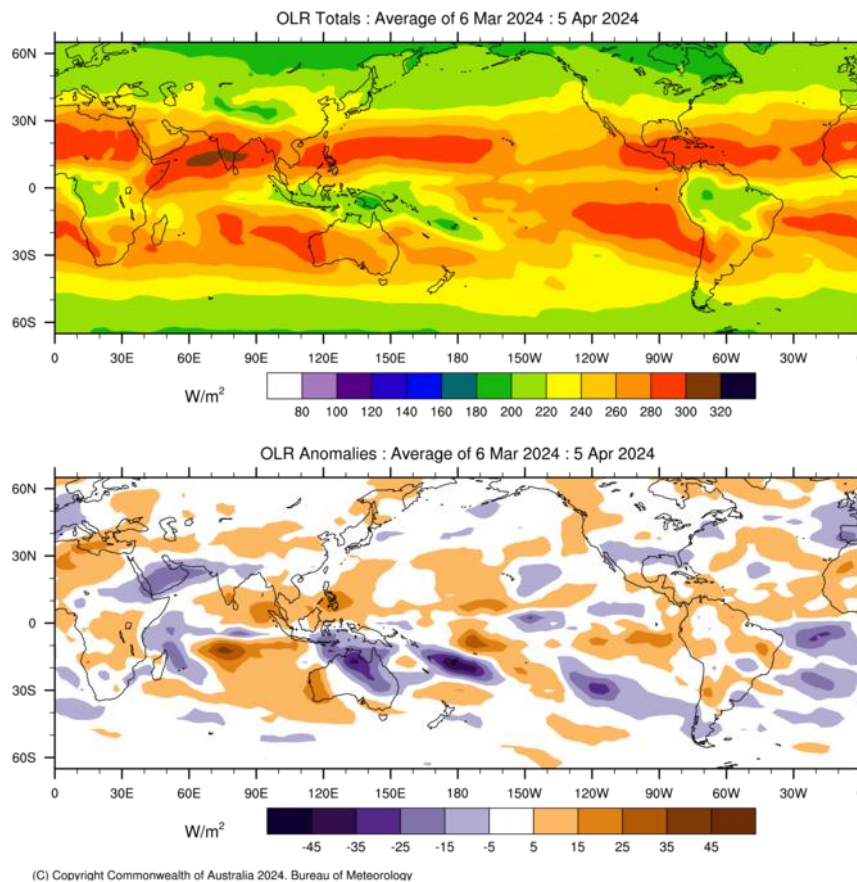 OLR Totals : Average of 6 Mar 2024 : 5 Apr 2024
60N
30N
0
30S
60S
0 30E 60E 90E 120E 150E 180 150W 120W 90W 60W 30W
W/m²
80 100 120 140 160 180 200 220 240 260 280 300 320
OLR Anomalies : Average of 6 Mar 2024 : 5 Apr 2024
60N
30N
0
30S
60S
0 30E 60E 90E 120E 150E 180 150W 120W 90W 60W 30W
W/m²
-45 -35 -25 -15 -5 5 15 25 35 45
(C) Copyright Commonwealth of Australia 2024. Bureau of Meteorology